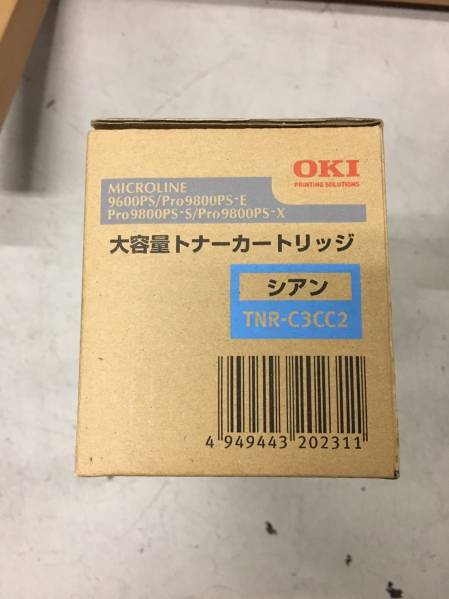 OKI
PRINTING SOLUTIONS
MICROLINE
9600PS/Pro9800PS-E
Pro9800PS-S/Pro9800PS-X
大容量トナーカートリッジ
シアン
TNR-C3CC2
4 949443 202311